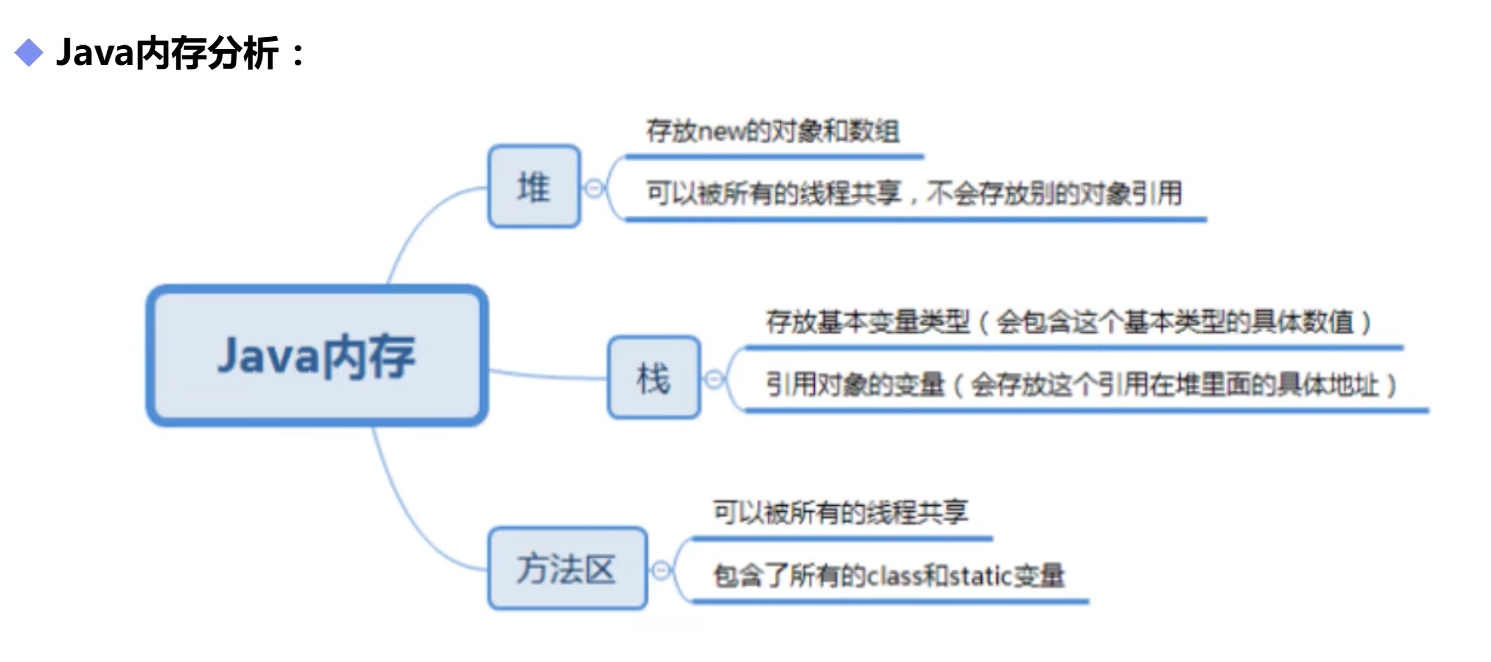 Java内存分析：
存放new的对象和数组
堆
可以被所有的线程共享，不会存放别的对象引用
Java内存
存放基本变量类型（会包含这个基本类型的具体数值）
栈
引用对象的变量（会存放这个引用在堆里面的具体地址）
可以被所有的线程共享
方法区
包含了所有的class和static变量